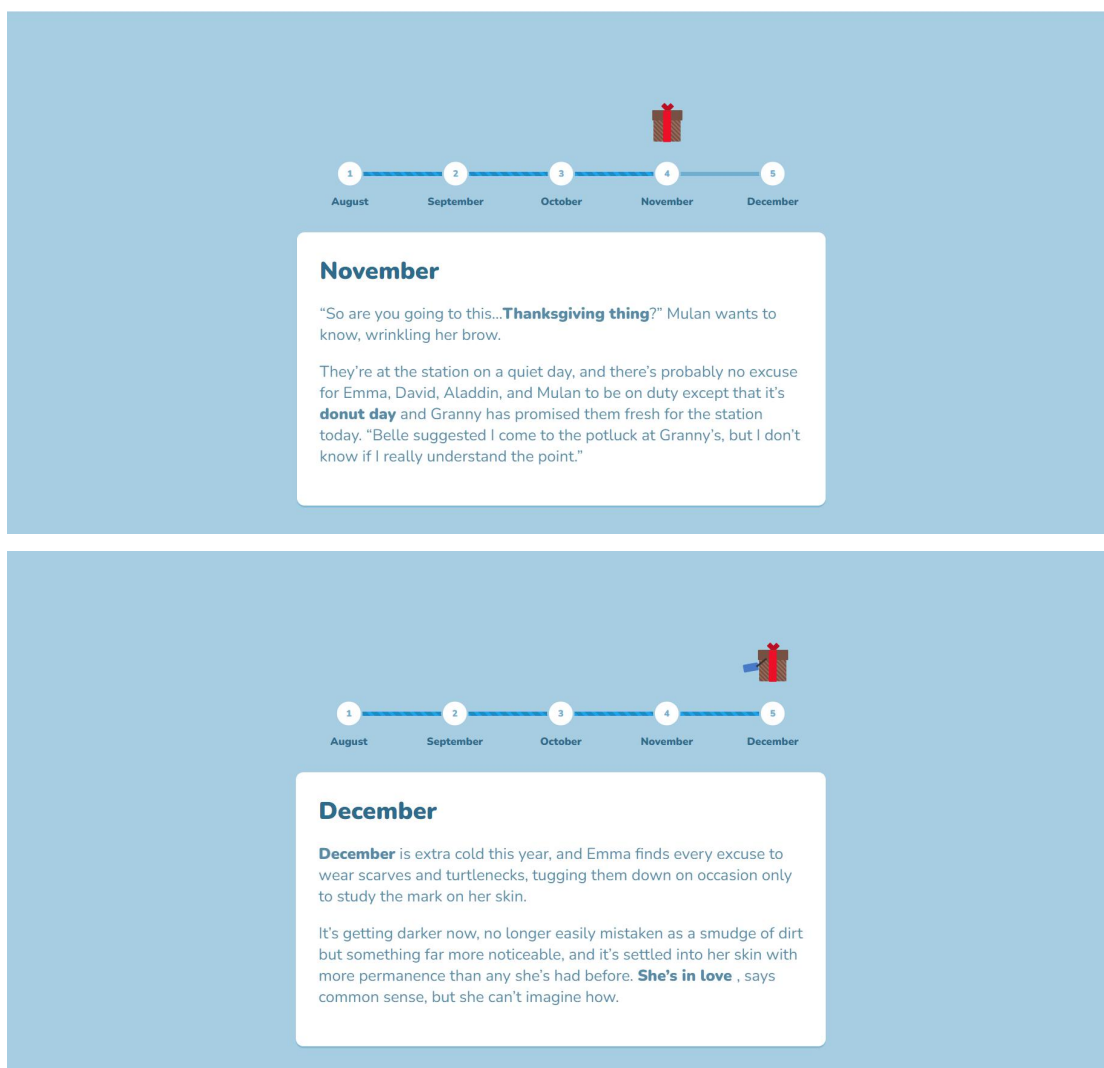 1 2 3 4 5
August September October November December
November
“So are you going to this...Thanksgiving thing?” Mulan wants to
know, wrinkling her brow.
They’re at the station on a quiet day, and there’s probably no excuse
for Emma, David, Aladdin, and Mulan to be on duty except that it’s
donut day and Granny has promised them fresh for the station
today. “Belle suggested I come to the potluck at Granny’s, but I don’t
know if I really understand the point.”
1 2 3 4 5
August September October November December
December
December is extra cold this year, and Emma finds every excuse to
wear scarves and turtlenecks, tugging them down on occasion only
to study the mark on her skin.
It’s getting darker now, no longer easily mistaken as a smudge of dirt
but something far more noticeable, and it’s settled into her skin with
more permanence than any she’s had before. She’s in love , says
common sense, but she can’t imagine how.